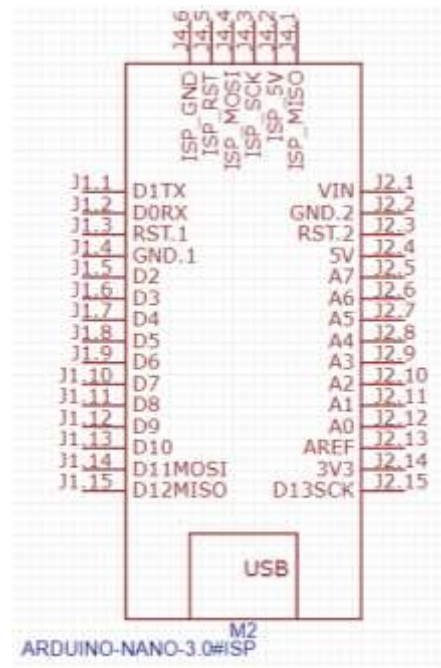 J4.6 J4.5 J4.4 J4.3 J4.2 J4.1
ISP_GND ISP_RST ISP_MOSI ISP_SCK ISP_5V ISP_MISO
J1.1 D1TX VIN J2.1
J1.2 D0RX GND.2 J2.2
J1.3 RST.1 RST.2 J2.3
J1.4 GND.1 5V J2.4
J1.5 D2 A7 J2.5
J1.6 D3 A6 J2.6
J1.7 D4 A5 J2.7
J1.8 D5 A4 J2.8
J1.9 D6 A3 J2.9
J1.10 D7 A2 J2.10
J1.11 D8 A1 J2.11
J1.12 D9 A0 J2.12
J1.13 D10 AREF J2.13
J1.14 D11MOSI 3V3 J2.14
J1.15 D12MISO D13SCK J2.15
USB
M2
ARDUINO-NANO-3.0#ISP